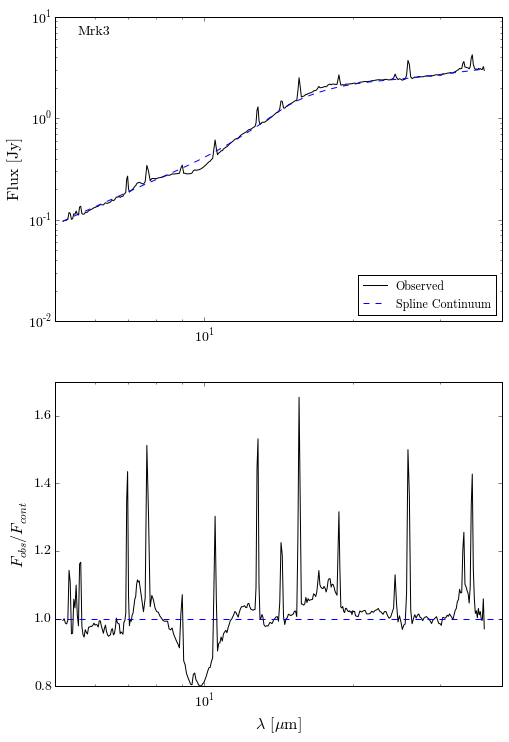 10^1
Mrk3
10^0
Flux [Jy]
10^-1
Observed
Spline Continuum
10^-2
10^1
1.6
1.4
F_obs/F_cont
1.2
1.0
0.8
10^1
λ [μm]